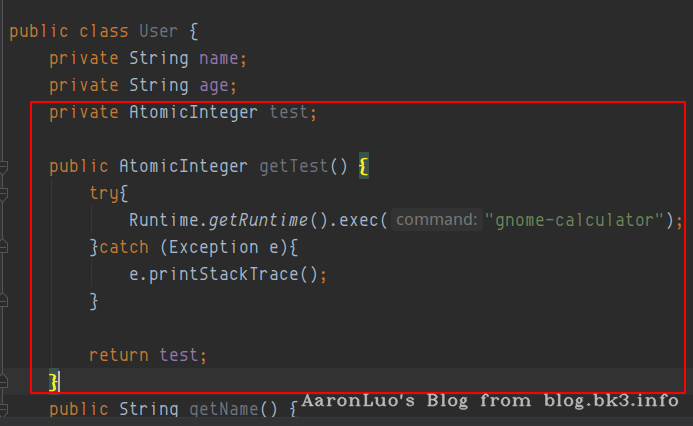 public class User {
private String name;
private String age;
private AtomicInteger test;
public AtomicInteger getTest() {
try{
Runtime.getRuntime().exec( command: "gnome-calculator");
}catch (Exception e){
e.printStackTrace();
}
return test;
}
public String getName() {
AaronLuo's Blog from blog.bk3.info